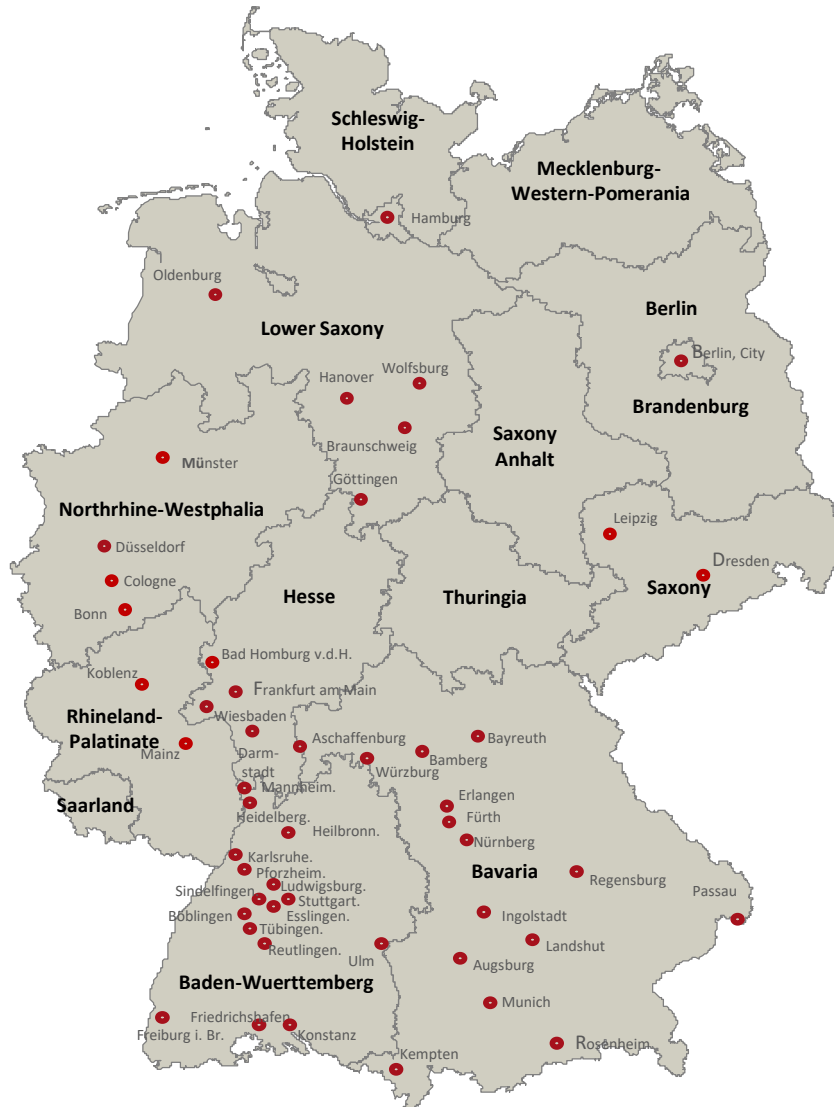 Schleswig-
Holstein
Mecklenburg-
Western-Pomerania
Hamburg
Oldenburg
Berlin
Lower Saxony
Berlin, City
Wolfsburg
Hanover
Brandenburg
Saxony
Anhalt
Braunschweig
Münster
Göttingen
Northrhine-Westphalia
Leipzig
Düsseldorf
Dresden
Cologne
Saxony
Hesse
Thuringia
Bonn
Bad Homburg v.d.H.
Koblenz
Frankfurt am Main
Rhineland-
Palatinate
Wiesbaden
Mainz
Darm-
stadt
Aschaffenburg
Bayreuth
Bamberg
Würzburg
Mannheim.
Saarland
Erlangen
Heidelberg.
Fürth
Heilbronn.
Nürnberg
Karlsruhe.
Pforzheim.
Bavaria
Regensburg
Ludwigsburg.
Sindelfingen
Stuttgart.
Passau
Böblingen
Esslingen.
Ingolstadt
Tübingen.
Reutlingen.
Ulm
Landshut
Augsburg
Baden-Wuerttemberg
Munich
Friedrichshafen
Freiburg i. Br.
Konstanz
Rosenheim
Kempten